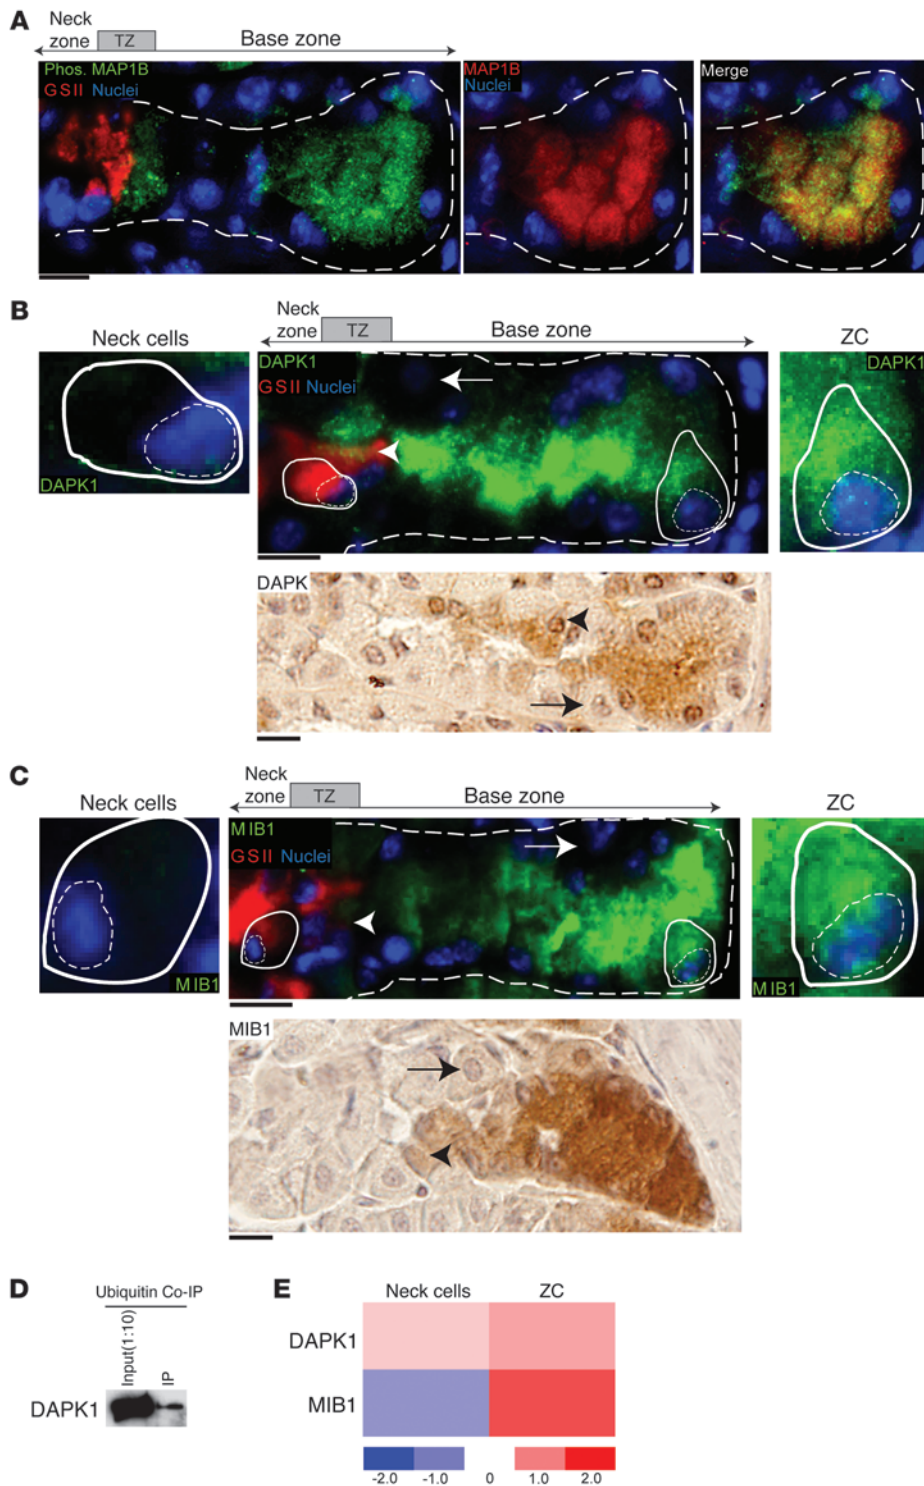 A
Neck
zone
TZ
Base zone
Phos. MAP1B
GSII Nuclei
MAP1B
Nuclei
Merge
B
Neck cells
Neck
zone
TZ
Base zone
ZC
DAPK1
DAPK1
GSII Nuclei
DAPK1
DAPK
C
Neck cells
Neck
zone
TZ
Base zone
ZC
MIB1
MIB1
GSII Nuclei
MIB1
MIB1
D
Ubiquitin Co-IP
Input(1:10)
IP
DAPK1
E
Neck cells
ZC
DAPK1
MIB1
-2.0 -1.0 0 1.0 2.0